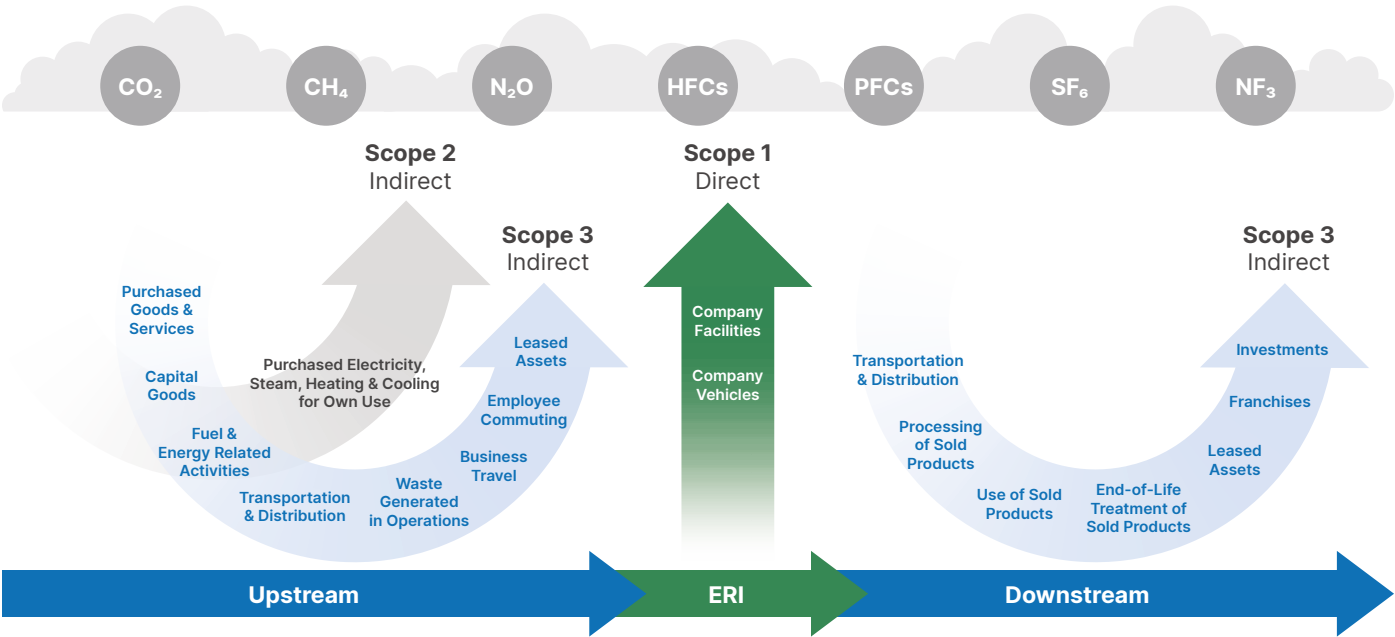 CO₂
CH₄
N₂O
HFCs
PFCs
SF₆
NF₃
Scope 2
Indirect
Purchased Electricity,
Steam, Heating & Cooling
for Own Use
Scope 3
Indirect
Purchased
Goods &
Services
Capital
Goods
Fuel &
Energy Related
Activities
Transportation
& Distribution
Waste
Generated
in Operations
Business
Travel
Employee
Commuting
Leased
Assets
Scope 1
Direct
Company
Facilities
Company
Vehicles
Scope 3
Indirect
Transportation
& Distribution
Processing
of Sold
Products
Use of Sold
Products
End-of-Life
Treatment of
Sold Products
Leased
Assets
Franchises
Investments
Upstream
ERI
Downstream